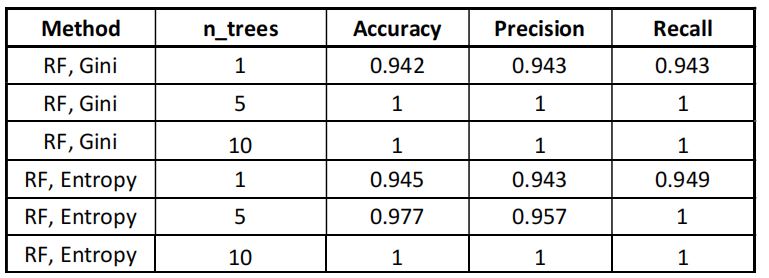 Method n_trees Accuracy Precision Recall
RF, Gini 1 0.942 0.943 0.943
RF, Gini 5 1 1 1
RF, Gini 10 1 1 1
RF, Entropy 1 0.945 0.943 0.949
RF, Entropy 5 0.977 0.957 1
RF, Entropy 10 1 1 1